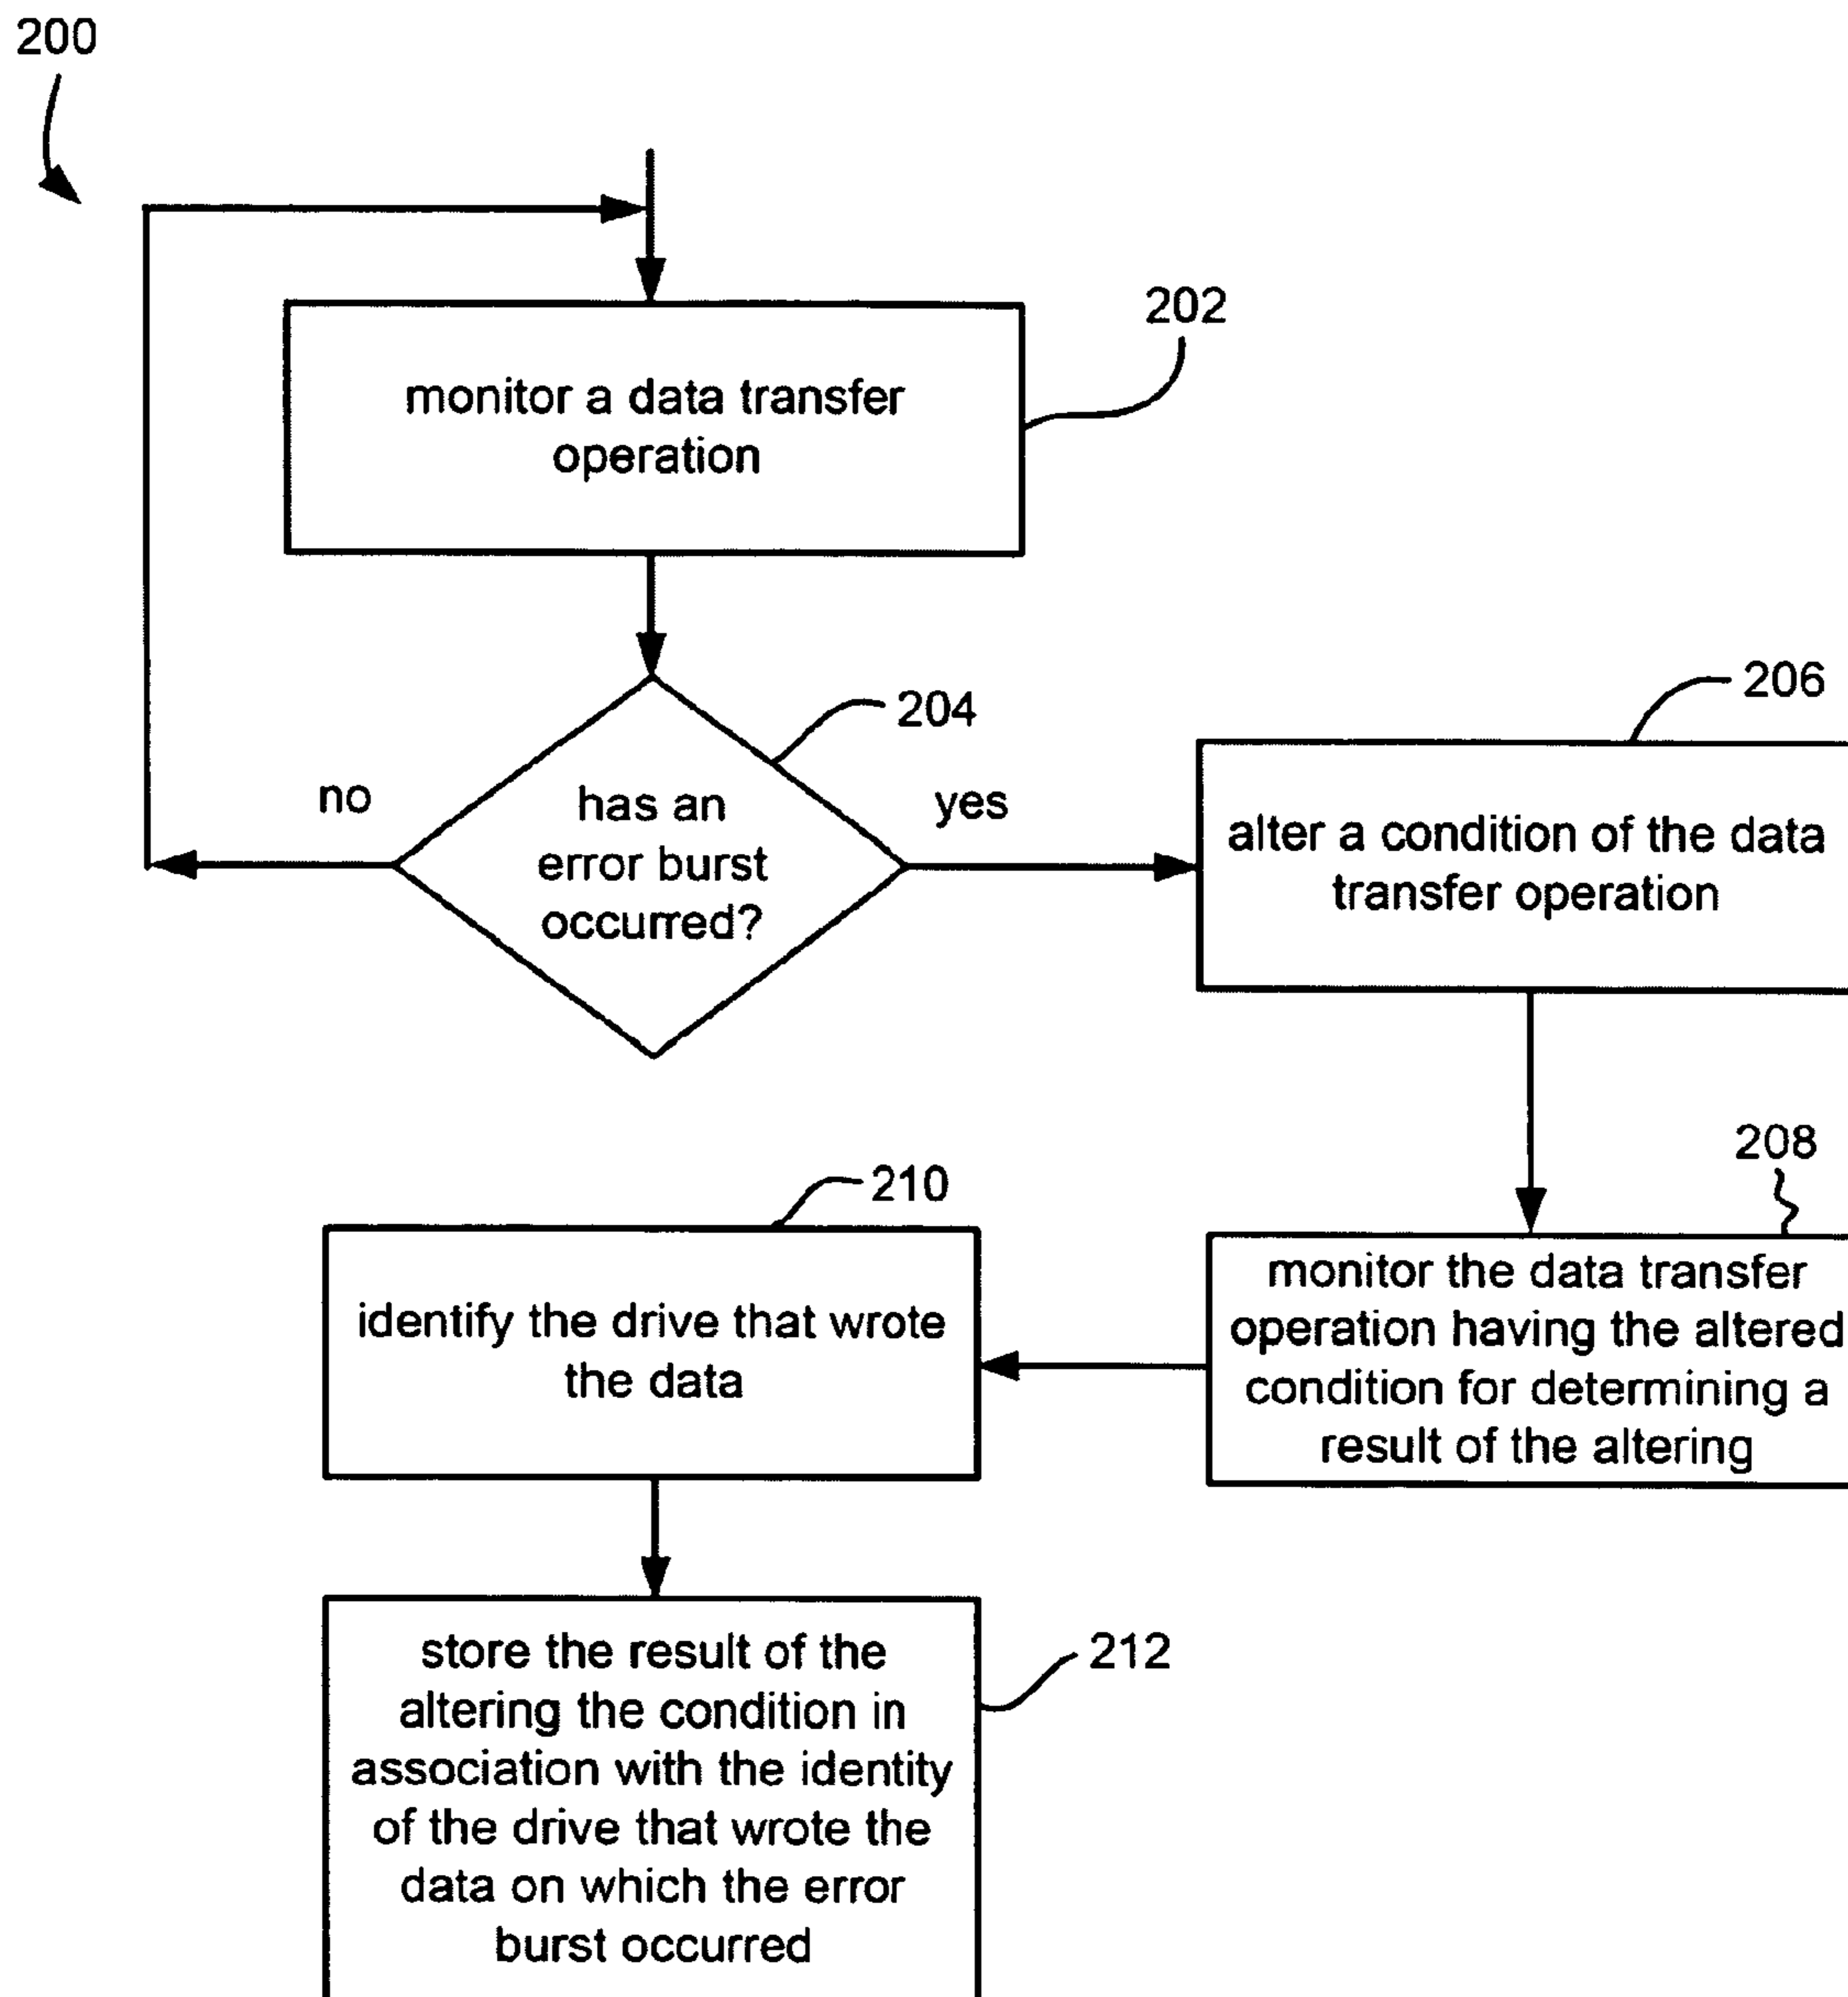 200
202
monitor a data transfer
operation
204
no
has an
error burst
occurred?
yes
206
alter a condition of the data
transfer operation
208
monitor the data transfer
operation having the altered
condition for determining a
result of the altering
210
identify the drive that wrote
the data
212
store the result of the
altering the condition in
association with the identity
of the drive that wrote the
data on which the error
burst occurred